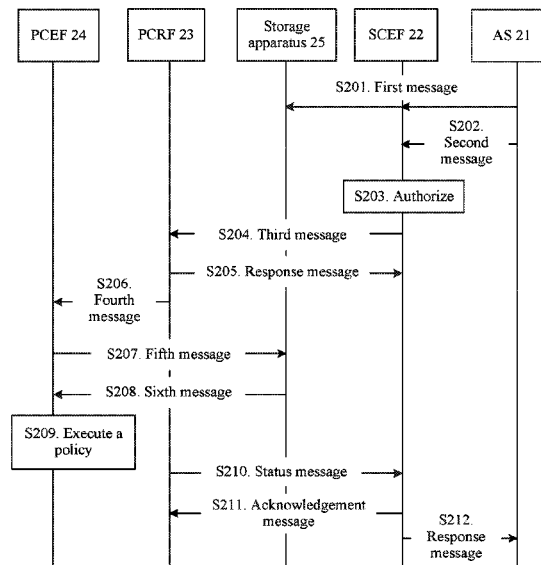 PCEF 24
PCRF 23
Storage
apparatus 25
SCEF 22
AS 21
S201. First message
S202.
Second
message
S203. Authorize
S204. Third message
S205. Response message
S206.
Fourth
message
S207. Fifth message
S208. Sixth message
S209. Execute a
policy
S210. Status message
S211. Acknowledgement
message
S212.
Response
message